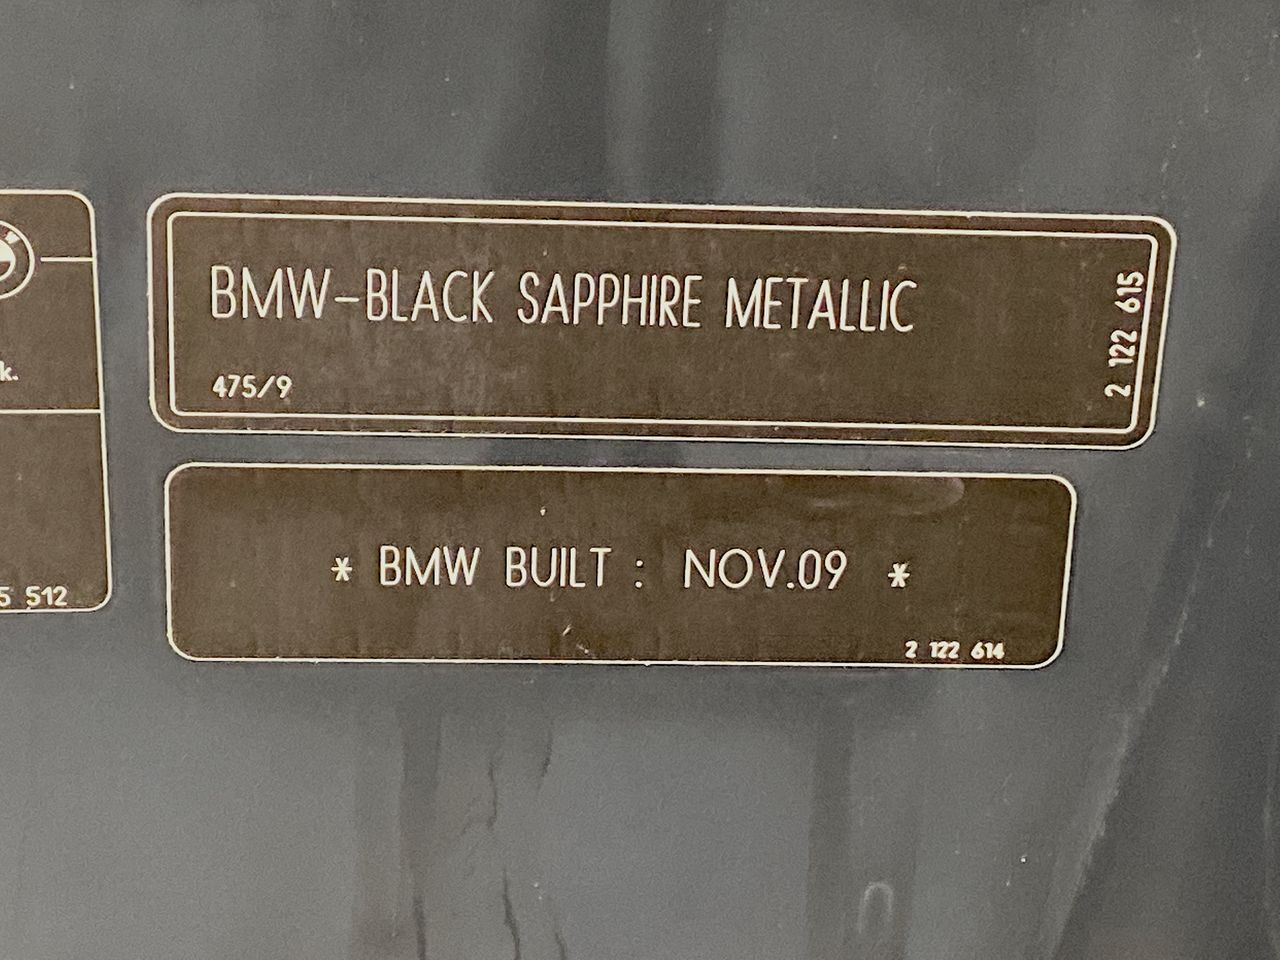 BMW-BLACK SAPPHIRE METALLIC
475/9
2 122 615
* BMW BUILT : NOV.09 *
2 122 614
k.
5 512